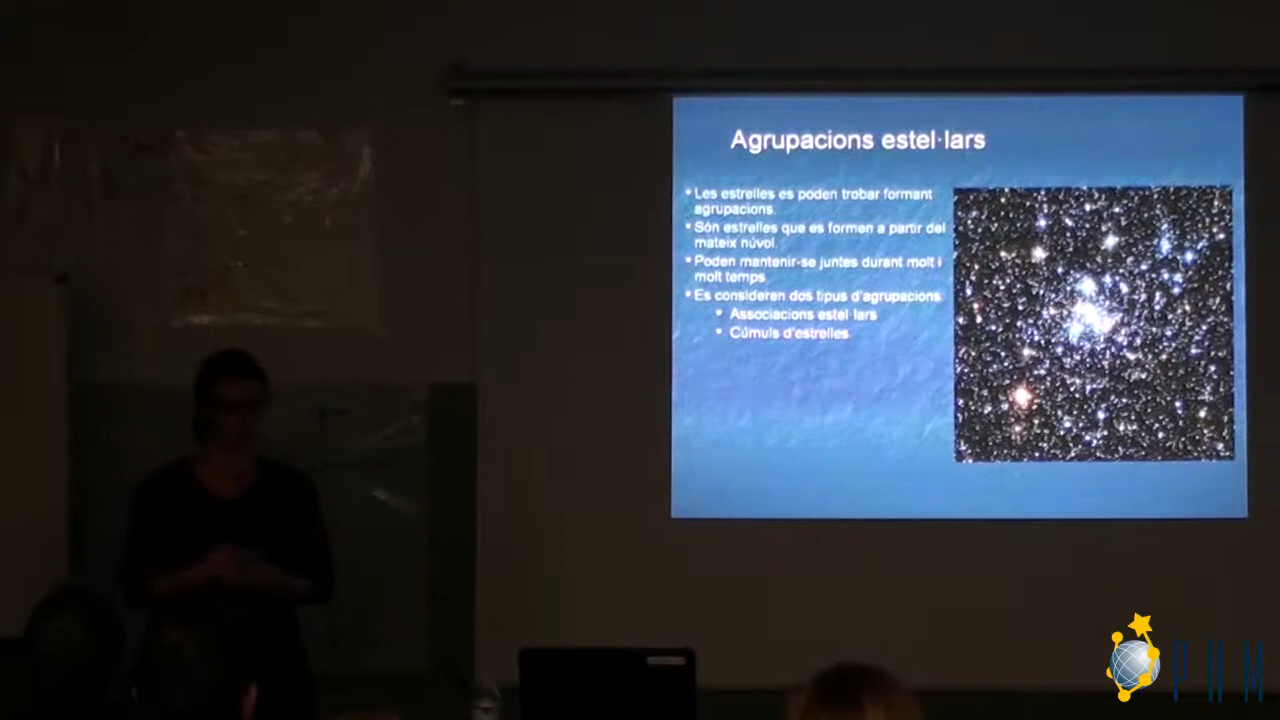 Agrupacions estel·lars
• Les estrelles es poden trobar formant
agrupacions.
• Són estrelles que es formen a partir del
mateix núvol.
• Poden mantenir-se juntes durant molt i
molt temps
• Es consideren dos tipus d'agrupacions
• Associacions estel·lars
• Cúmuls d'estrelles